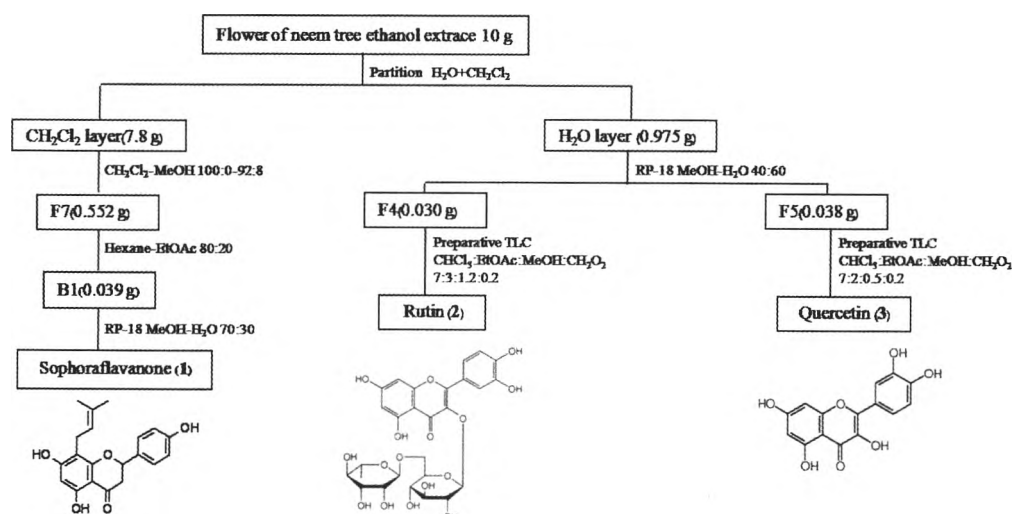 Flower of neem tree ethanol extrace 10 g
Partition H₂O+CH₂Cl₂
CH₂Cl₂ layer(7.8 g)
H₂O layer (0.975 g)
CH₂Cl₂-MeOH 100:0-92:8
RP-18 MeOH-H₂O 40:60
F7(0.552 g)
F4(0.030 g)
F5(0.038 g)
Hexane-EtOAc 80:20
Preparative TLC
CHCl₃:EtOAc:MeOH:CH₂O₂
7:3:1.2:0.2
Preparative TLC
CHCl₃:EtOAc:MeOH:CH₂O₂
7:2:0.5:0.2
B1(0.039 g)
Rutin (2)
Quercetin (3)
RP-18 MeOH-H₂O 70:30
Sophoraflavanone (1)
OH
HO
O
OH
O
OH
OH
HO
O
O
OH
O
O
OH
O
O
HO
OH
OH
HO
OH
OH
OH
HO
O
OH
OH
O